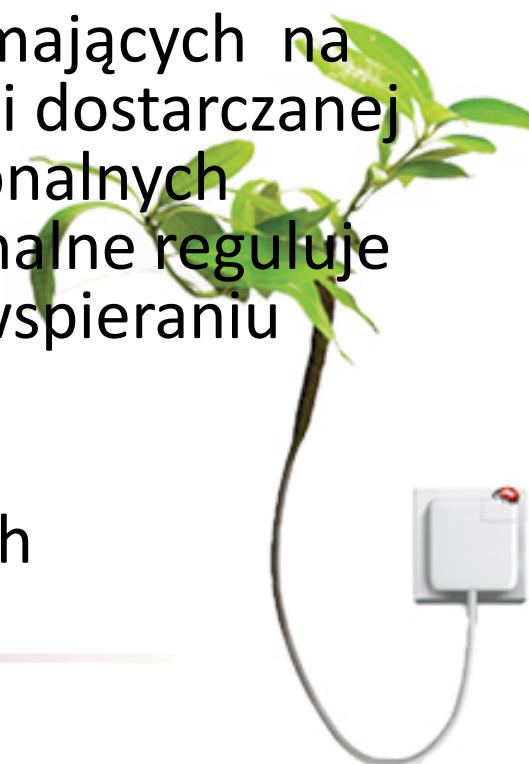 mających na
i dostarczanej
onalnych
nalne reguluje
wspieraniu
h